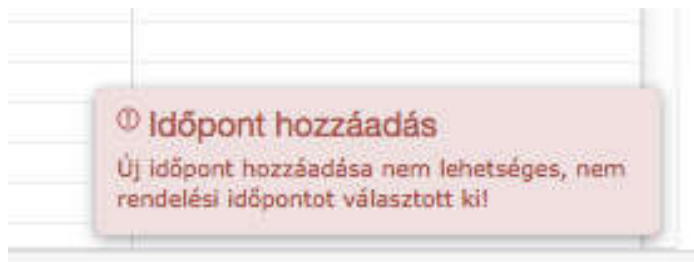 Időpont hozzáadás
Új időpont hozzáadása nem lehetséges, nem
rendelési időpontot választott ki!